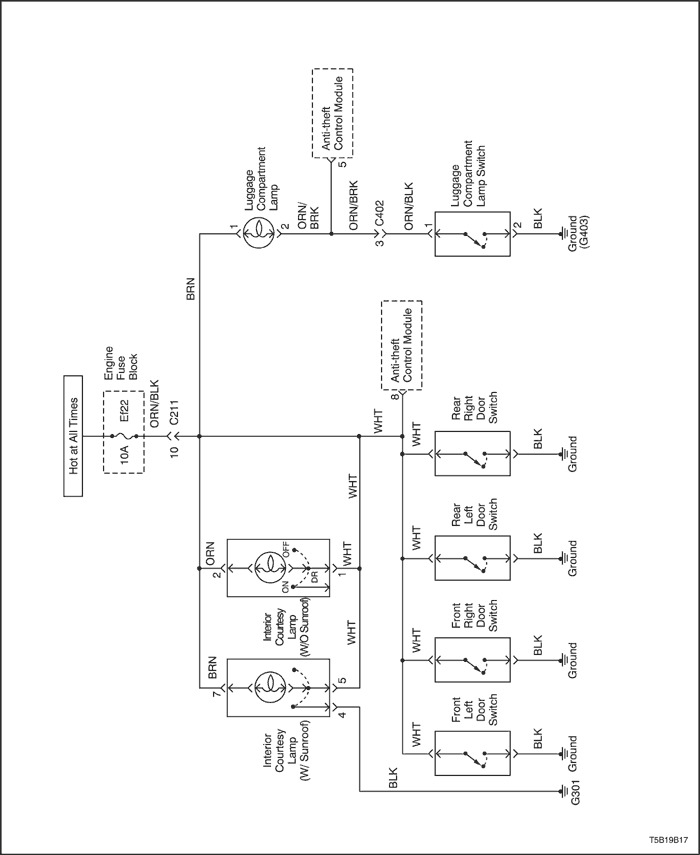 Hot at All Times
Engine
Fuse
Block
Ef22
10A
ORN/BLK
10
C211
BRN
1
Luggage
Compartment
Lamp
2
ORN/
BRK
Anti-theft
Control Module
5
ORN/BRK
3
C402
ORN/BLK
1
Luggage
Compartment
Lamp Switch
2
BLK
Ground
(G403)
ORN
2
OFF
ON
DR
1
Interior
Courtesy
Lamp
(W/O Sunroof)
WHT
WHT
WHT
BRN
7
5
4
Interior
Courtesy
Lamp
(W/ Sunroof)
WHT
BLK
G301
Anti-theft
Control Module
8
WHT
Rear
Right
Door
Switch
BLK
Ground
WHT
Rear
Left
Door
Switch
BLK
Ground
WHT
Front
Right
Door
Switch
BLK
Ground
WHT
Front
Left
Door
Switch
BLK
Ground
T5B19B17